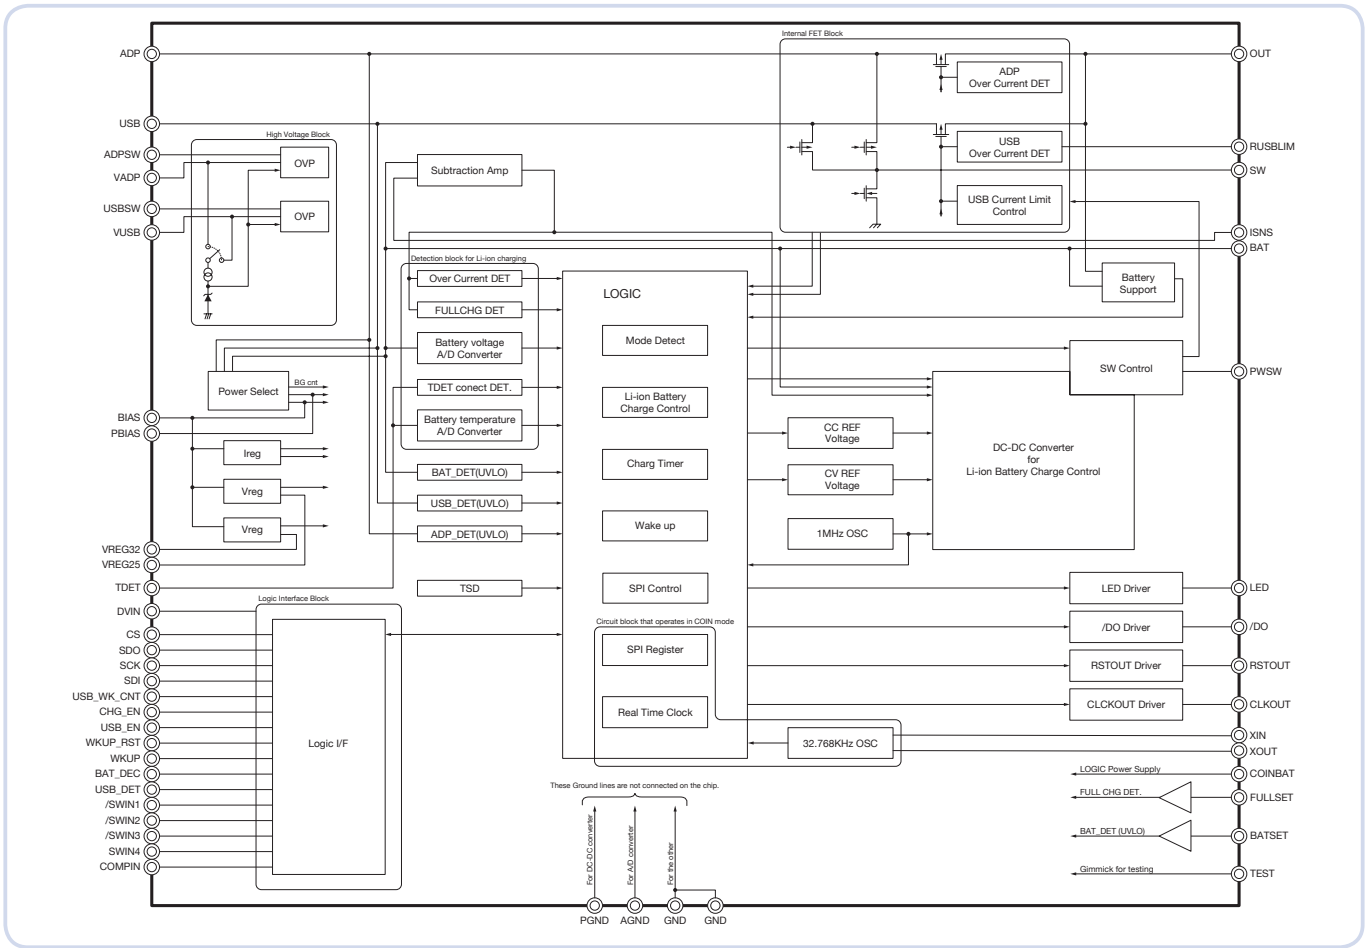 Internal FET Block
ADP
OUT
ADP
Over Current DET
USB
High Voltage Block
ADPSW
OVP
VADP
USBSW
OVP
VUSB
Subtraction Amp
USB
Over Current DET
RUSBLIM
SW
USB Current Limit
Control
ISNS
BAT
Detection block for Li-ion charging
Over Current DET
FULLCHG DET
Battery voltage
A/D Converter
TDET conect DET.
Battery temperature
A/D Converter
BAT_DET(UVLO)
USB_DET(UVLO)
ADP_DET(UVLO)
TSD
LOGIC
Mode Detect
Li-ion Battery
Charge Control
Charg Timer
Wake up
SPI Control
Circuit block that operates in COIN mode
SPI Register
Real Time Clock
Battery
Support
SW Control
PWSW
Power Select
BG cnt
BIAS
PBIAS
Ireg
Vreg
Vreg
VREG32
VREG25
TDET
CC REF
Voltage
CV REF
Voltage
1MHz OSC
DC-DC Converter
for
Li-ion Battery Charge Control
Logic Interface Block
DVIN
CS
SDO
SCK
SDI
USB_WK_CNT
CHG_EN
USB_EN
WKUP_RST
WKUP
BAT_DEC
USB_DET
/SWIN1
/SWIN2
/SWIN3
SWIN4
COMPIN
Logic I/F
LED Driver
LED
/DO Driver
/DO
RSTOUT Driver
RSTOUT
CLCKOUT Driver
CLKOUT
32.768KHz OSC
XIN
XOUT
LOGIC Power Supply
COINBAT
FULL CHG DET.
FULLSET
BAT_DET (UVLO)
BATSET
Gimmick for testing
TEST
These Ground lines are not connected on the chip.
For DC-DC converter
For A/D converter
For the other
PGND
AGND
GND
GND